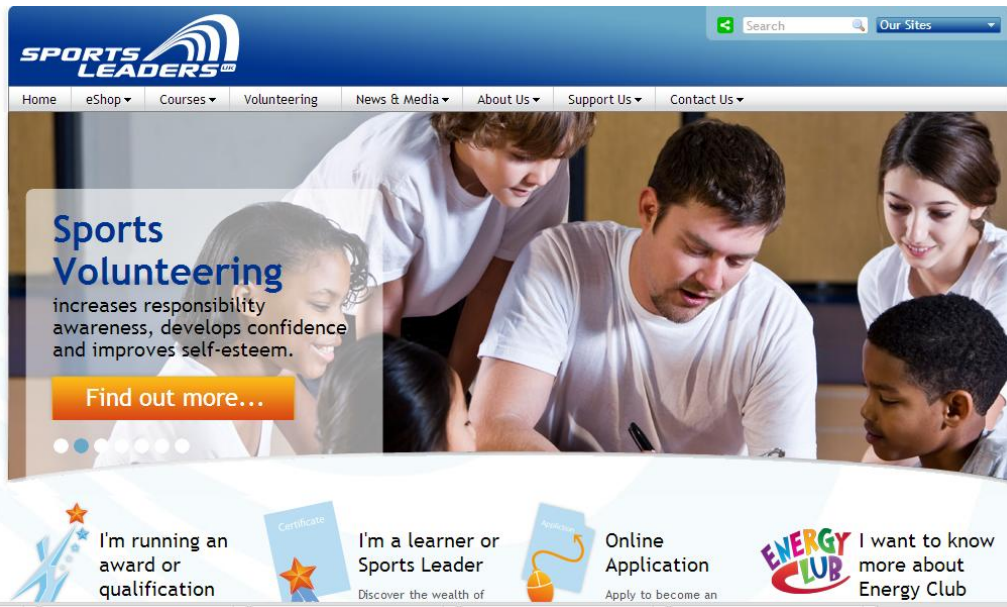 Search
Our Sites
SPORTS
LEADERS UK
Home eShop Courses Volunteering News & Media About Us Support Us Contact Us
Sports
Volunteering
increases responsibility
awareness, develops confidence
and improves self-esteem.
Find out more...
I'm running an
award or
qualification
Certificate
I'm a learner or
Sports Leader
Discover the wealth of
Online
Application
Apply to become an
ENERGY
CLUB
I want to know
more about
Energy Club